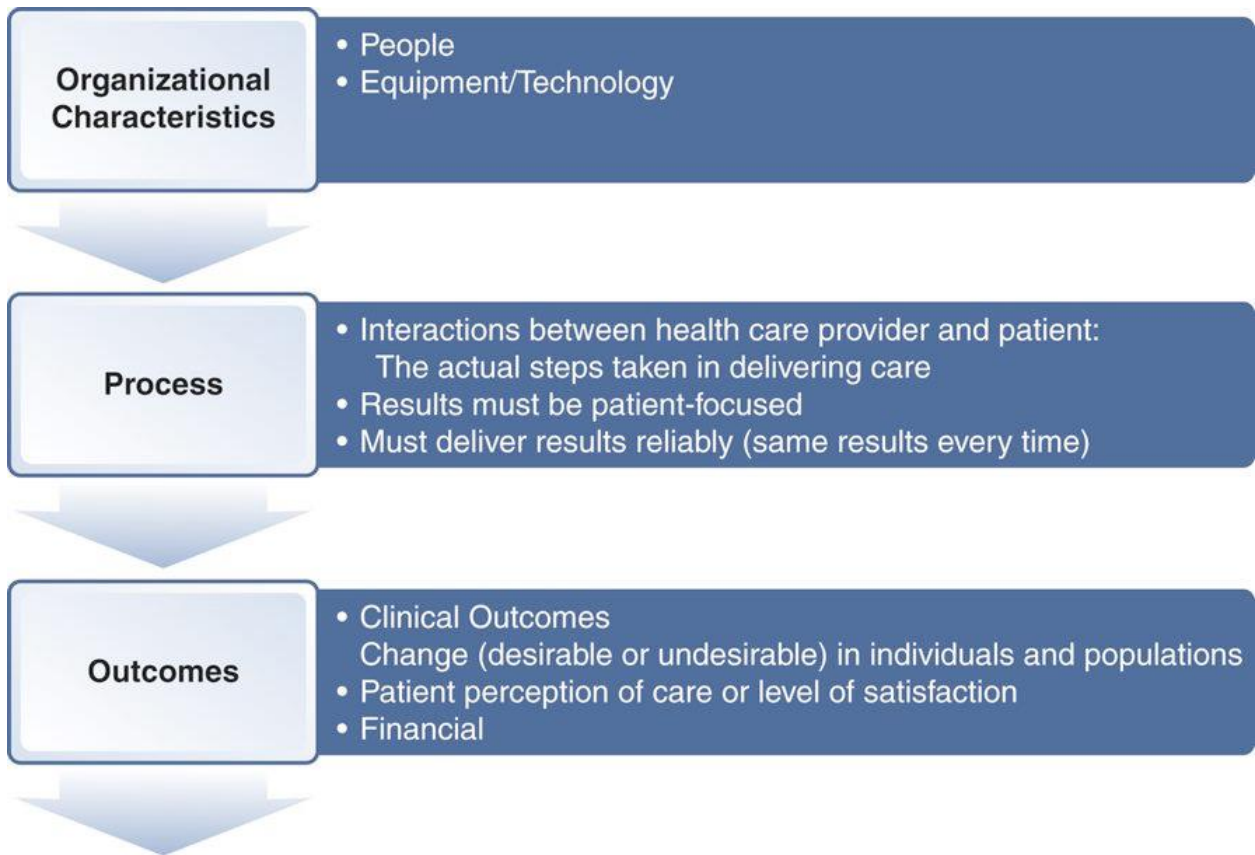 Organizational
Characteristics
• People
• Equipment/Technology
Process
• Interactions between health care provider and patient:
The actual steps taken in delivering care
• Results must be patient-focused
• Must deliver results reliably (same results every time)
Outcomes
• Clinical Outcomes
Change (desirable or undesirable) in individuals and populations
• Patient perception of care or level of satisfaction
• Financial